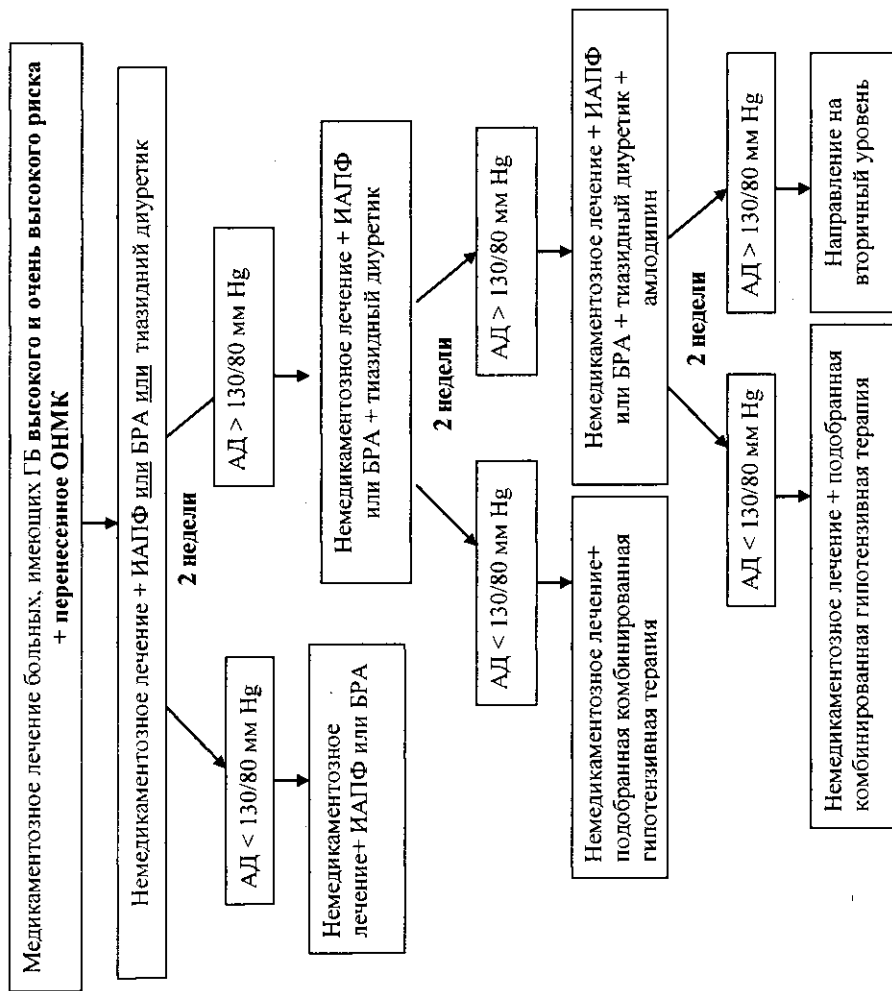 Медикаментозное лечение больных, имеющих ГБ высокого и очень высокого риска
+ перенесенное ОНМК
Немедикаментозное лечение + ИАПФ или БРА или тиазидний диуретик
2 недели
АД < 130/80 мм Hg
АД > 130/80 мм Hg
Немедикаментозное
лечение+ ИАПФ или БРА
Немедикаментозное лечение + ИАПФ
или БРА + тиазидный диуретик
2 недели
АД < 130/80 мм Hg
АД > 130/80 мм Hg
Немедикаментозное лечение+
подобранная комбинированная
гипотензивная терапия
Немедикаментозное лечение + ИАПФ
или БРА + тиазидный диуретик +
амлодипин
2 недели
АД < 130/80 мм Hg
АД > 130/80 мм Hg
Немедикаментозное лечение + подобранная
комбинированная гипотензивная терапия
Направление на
вторичный уровень